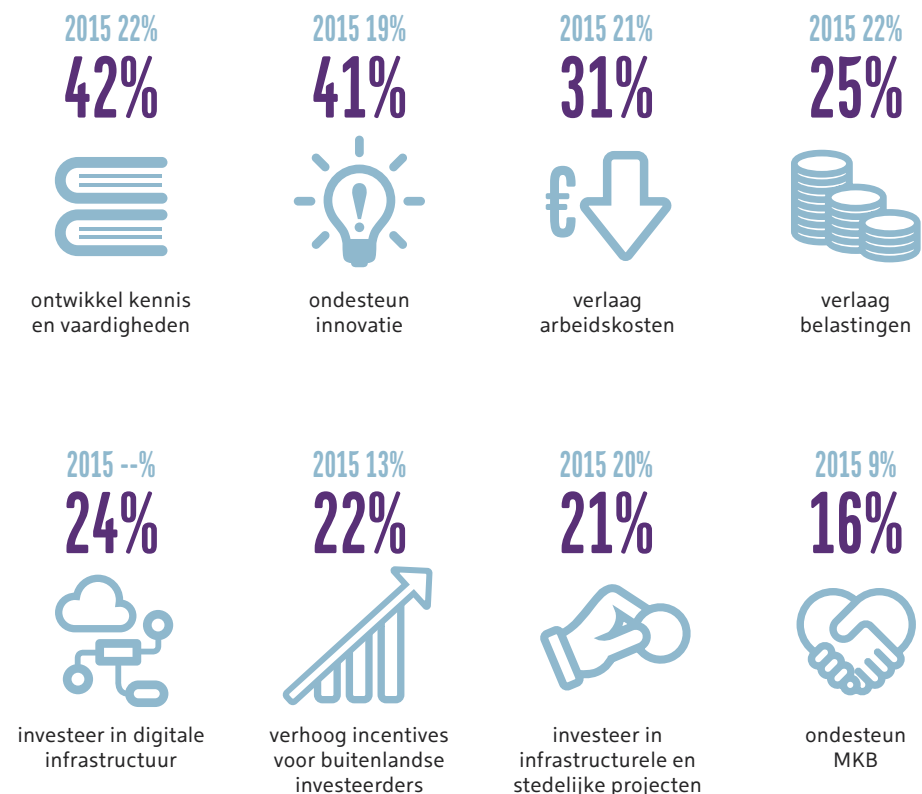 2015 22%
42%
ontwikkel kennis
en vaardigheden
2015 19%
41%
ondesteun
innovatie
2015 21%
31%
€
verlaag
arbeidskosten
2015 22%
25%
verlaag
belastingen
2015 --%
24%
investeer in digitale
infrastructuur
2015 13%
22%
verhoog incentives
voor buitenlandse
investeerders
2015 20%
21%
investeer in
infrastructurele en
stedelijke projecten
2015 9%
16%
ondesteun
MKB